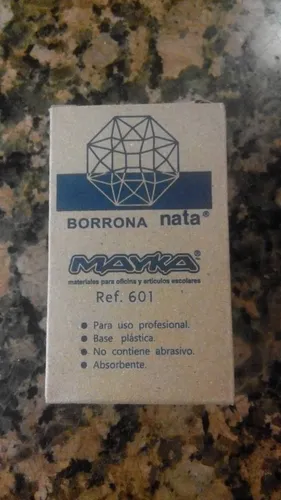 BORRONA nata®
MAYKA®
materiales para oficina y artículos escolares
Ref. 601
● Para uso profesional.
● Base plástica.
● No contiene abrasivo.
● Absorbente.